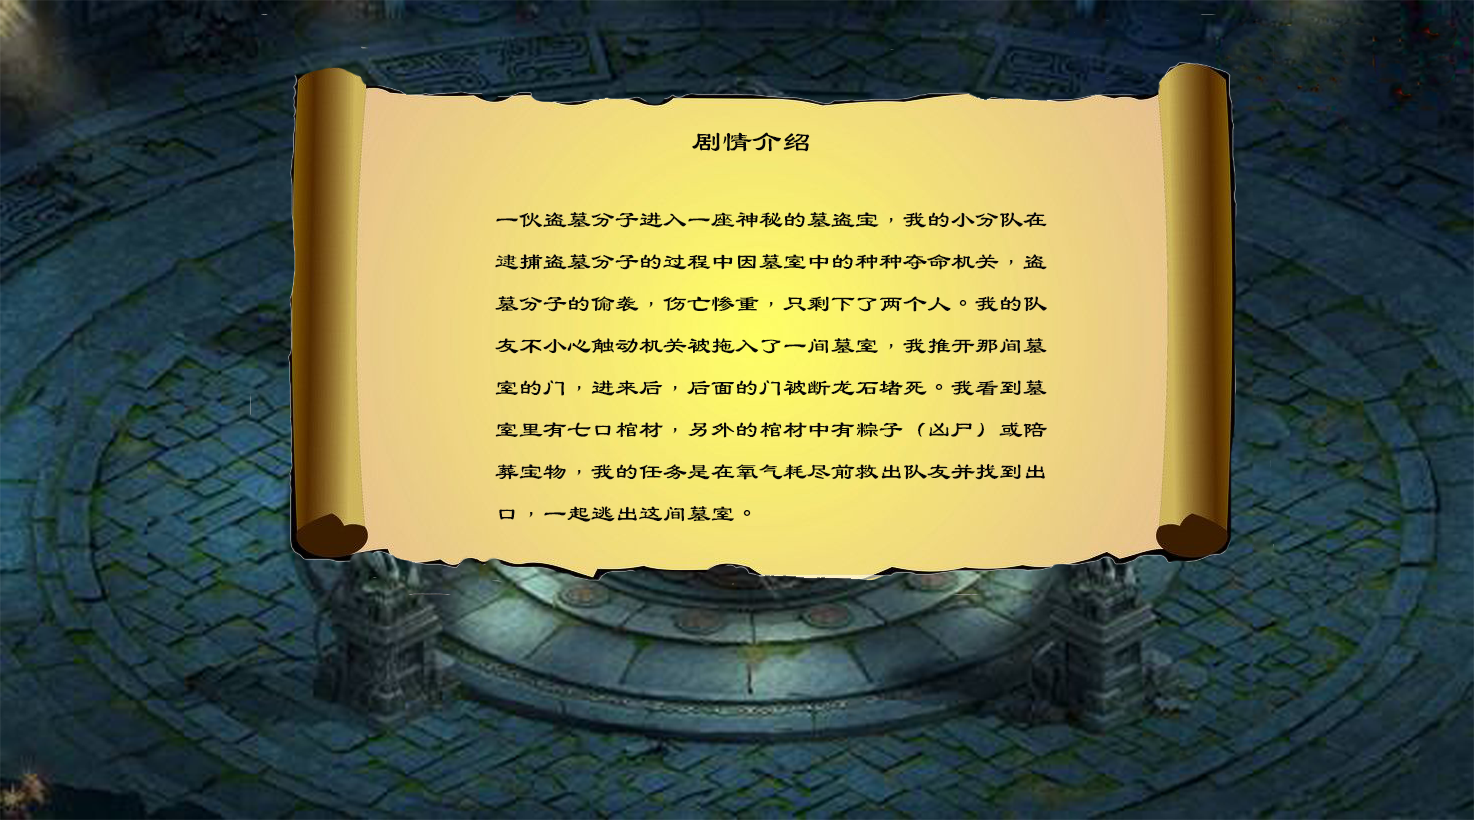 剧情介绍
一伙盗墓分子进入一座神秘的墓盗宝，我的小分队在
逮捕盗墓分子的过程中因墓室中的种种夺命机关，盗
墓分子的偷袭，伤亡惨重，只剩下了两个人。我的队
友不小心触动机关被拖入了一间墓室，我推开那间墓
室的门，进来后，后面的门被断龙石堵死。我看到墓
室里有七口棺材，另外的棺材中有粽子（凶尸）或陪
葬宝物，我的任务是在氧气耗尽前救出队友并找到出
口，一起逃出这间墓室。